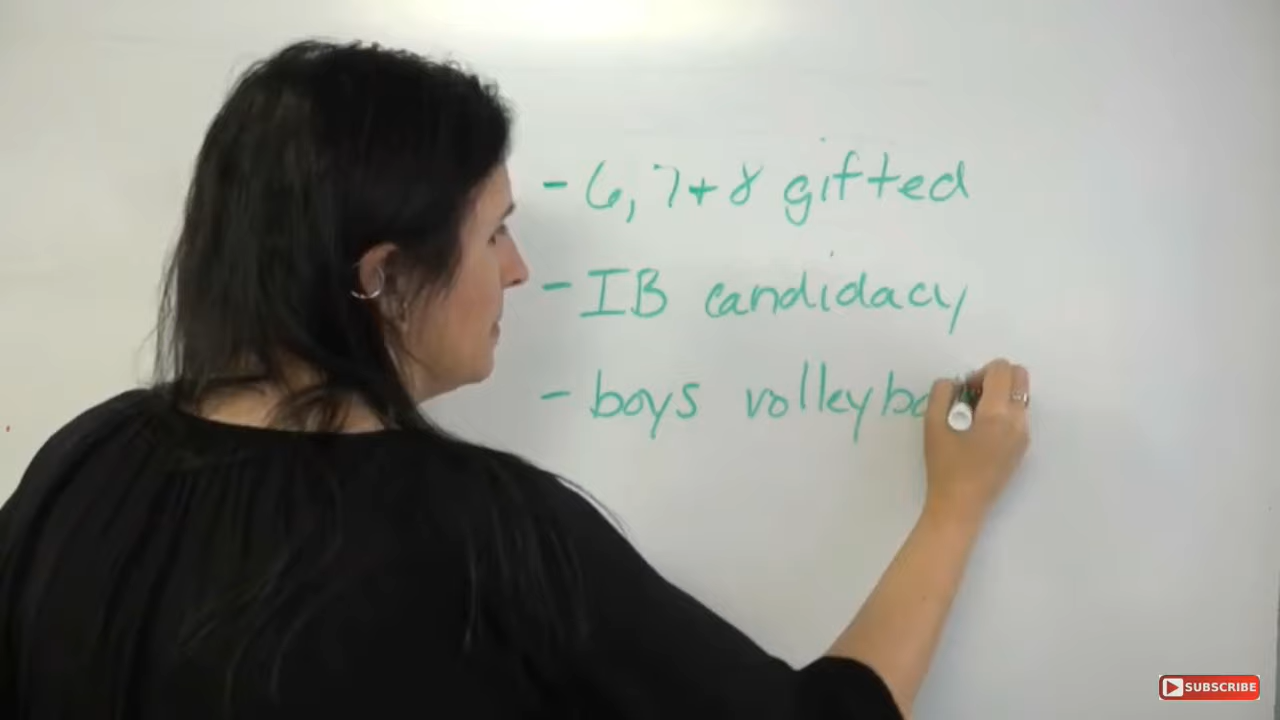 - 6, 7 + 8 gifted
- IB candidacy
- boys volleyba
SUBSCRIBE